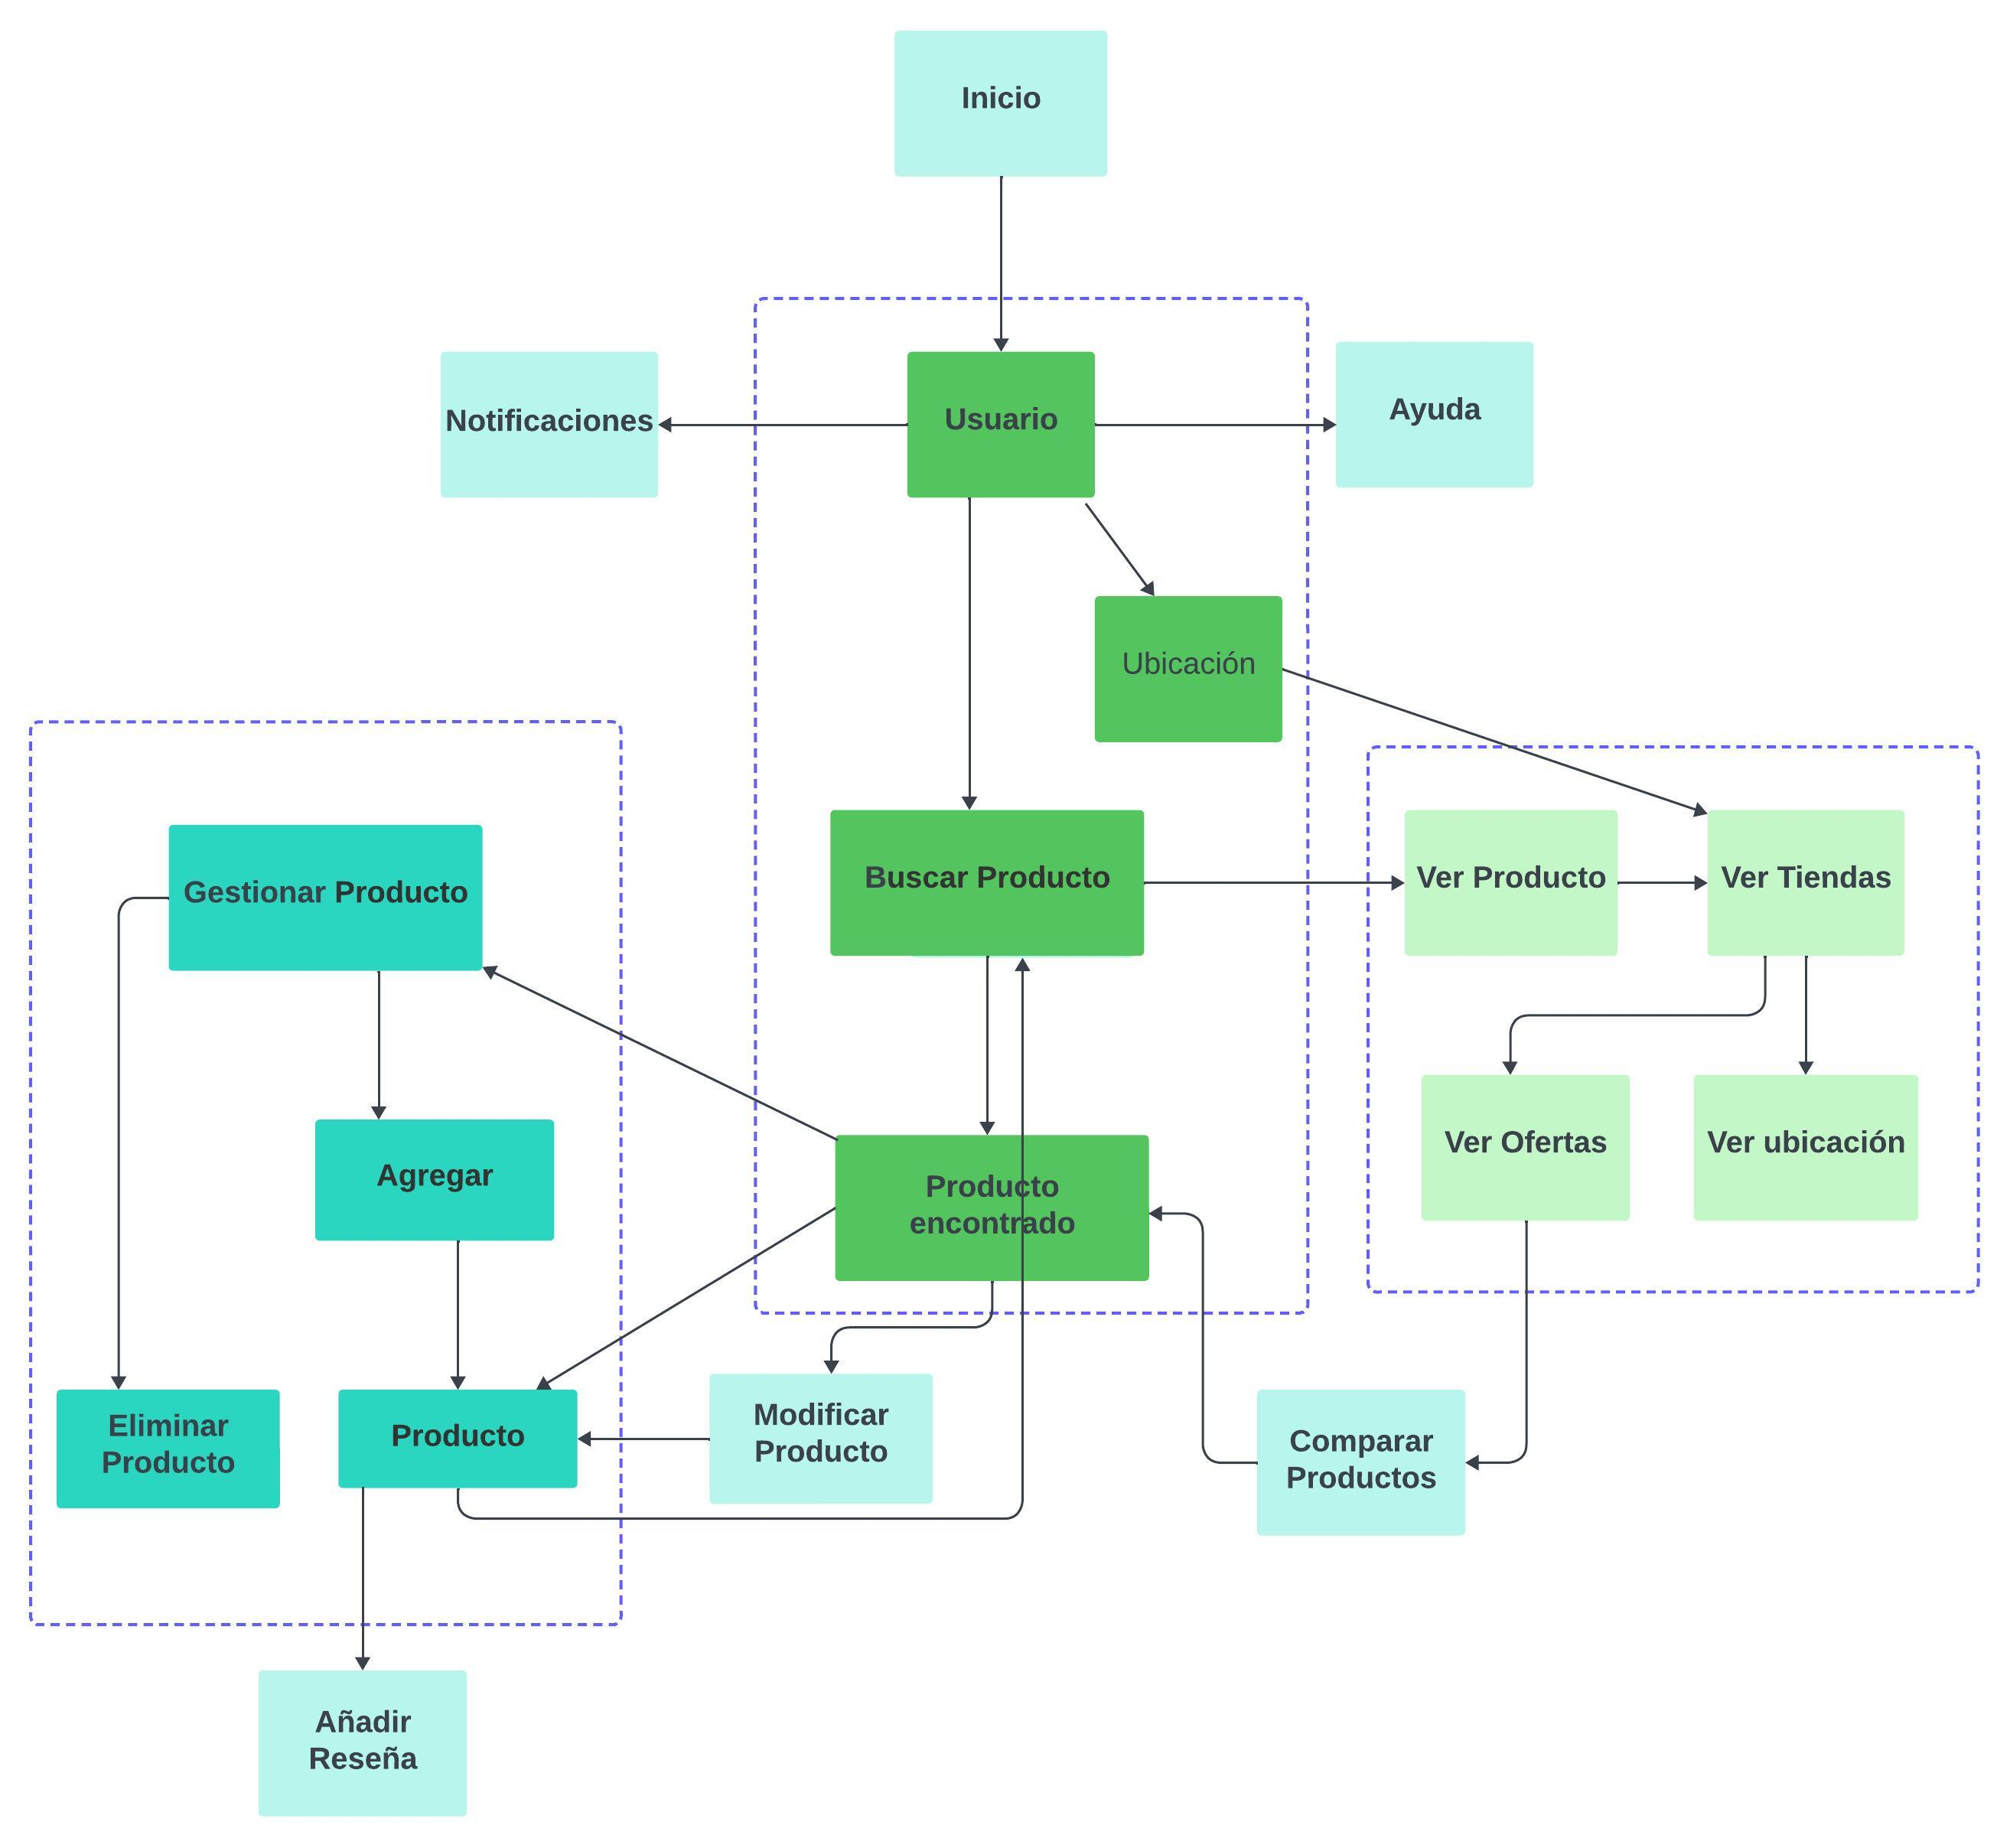 Inicio
Notificaciones
Usuario
Ayuda
Ubicación
Gestionar Producto
Buscar Producto
Ver Producto
Ver Tiendas
Agregar
Producto
encontrado
Ver Ofertas
Ver ubicación
Eliminar
Producto
Producto
Modificar
Producto
Comparar
Productos
Añadir
Reseña